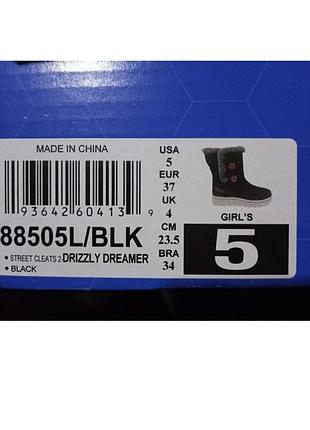 MADE IN CHINA
USA
5
EUR
37
UK
4
CM
23.5
BRA
34
GIRL'S
5
93642 60413 9
88505L/BLK
• STREET CLEATS 2-DRIZZLY DREAMER
• BLACK